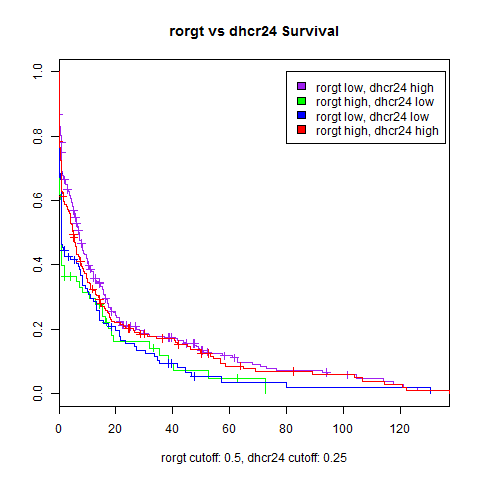 rorgt vs dhcr24 Survival
1.0
0.8
0.6
0.4
0.2
0.0
rorgt low, dhcr24 high
rorgt high, dhcr24 low
rorgt low, dhcr24 low
rorgt high, dhcr24 high
0 20 40 60 80 100 120
rorgt cutoff: 0.5, dhcr24 cutoff: 0.25